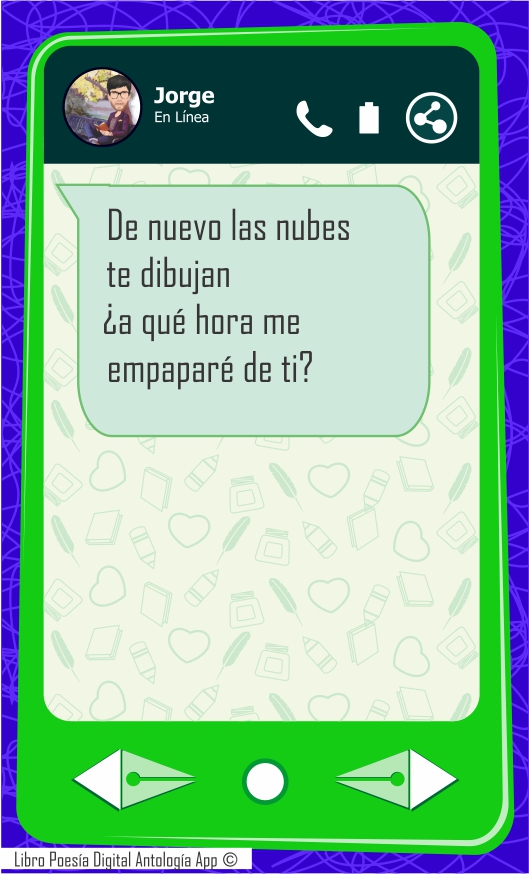 Jorge
En Línea
De nuevo las nubes
te dibujan
¿a qué hora me
empaparé de ti?
Libro Poesía Digital Antología App ©